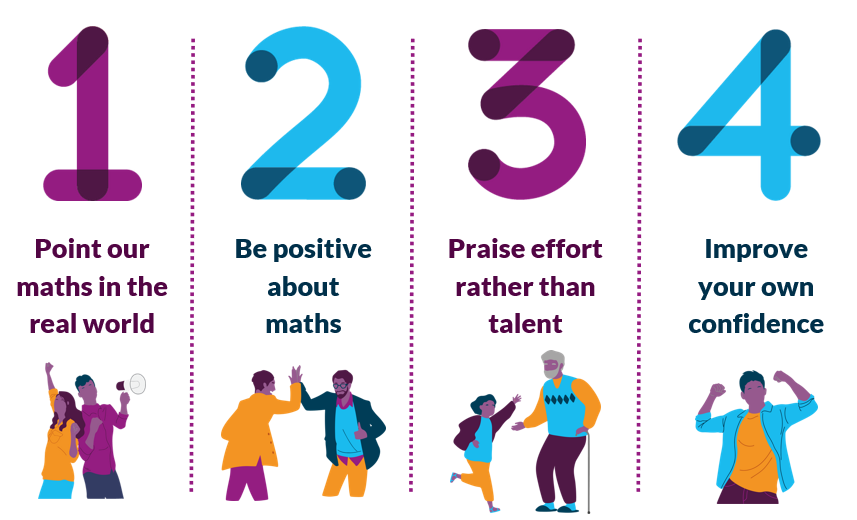 1
Point our
maths in the
real world
2
Be positive
about
maths
3
Praise effort
rather than
talent
4
Improve
your own
confidence